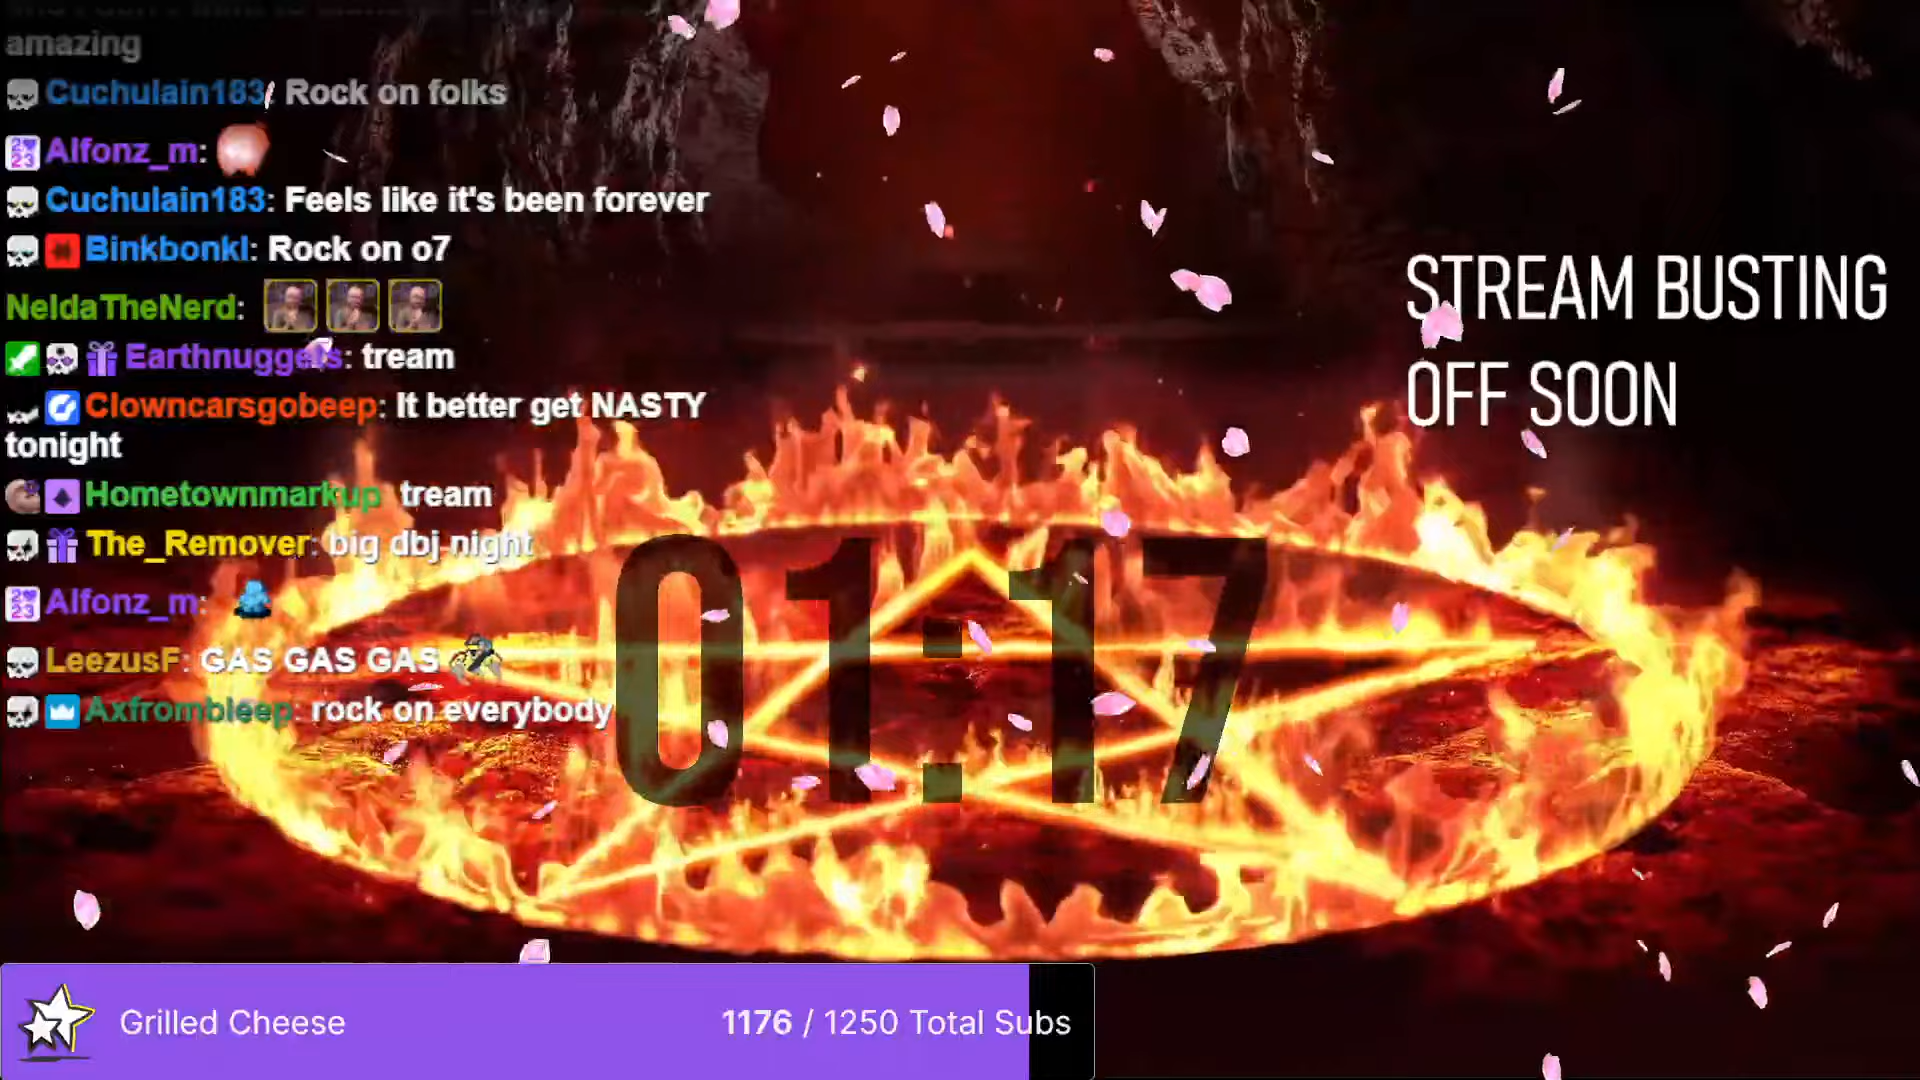 amazing
Cuchulain183: Rock on folks
Alfonz_m:
Cuchulain183: Feels like it's been forever
Binkbonkl: Rock on o7
NeldaTheNerd:
Earthnuggets: tream
Clowncarsgobeep: It better get NASTY
tonight
Hometownmarkup tream
The_Remover: big dbj night
Alfonz_m:
LeezusF: GAS GAS GAS
Axfrombleep: rock on everybody
STREAM BUSTING
OFF SOON
01:17
Grilled Cheese
1176 / 1250 Total Subs